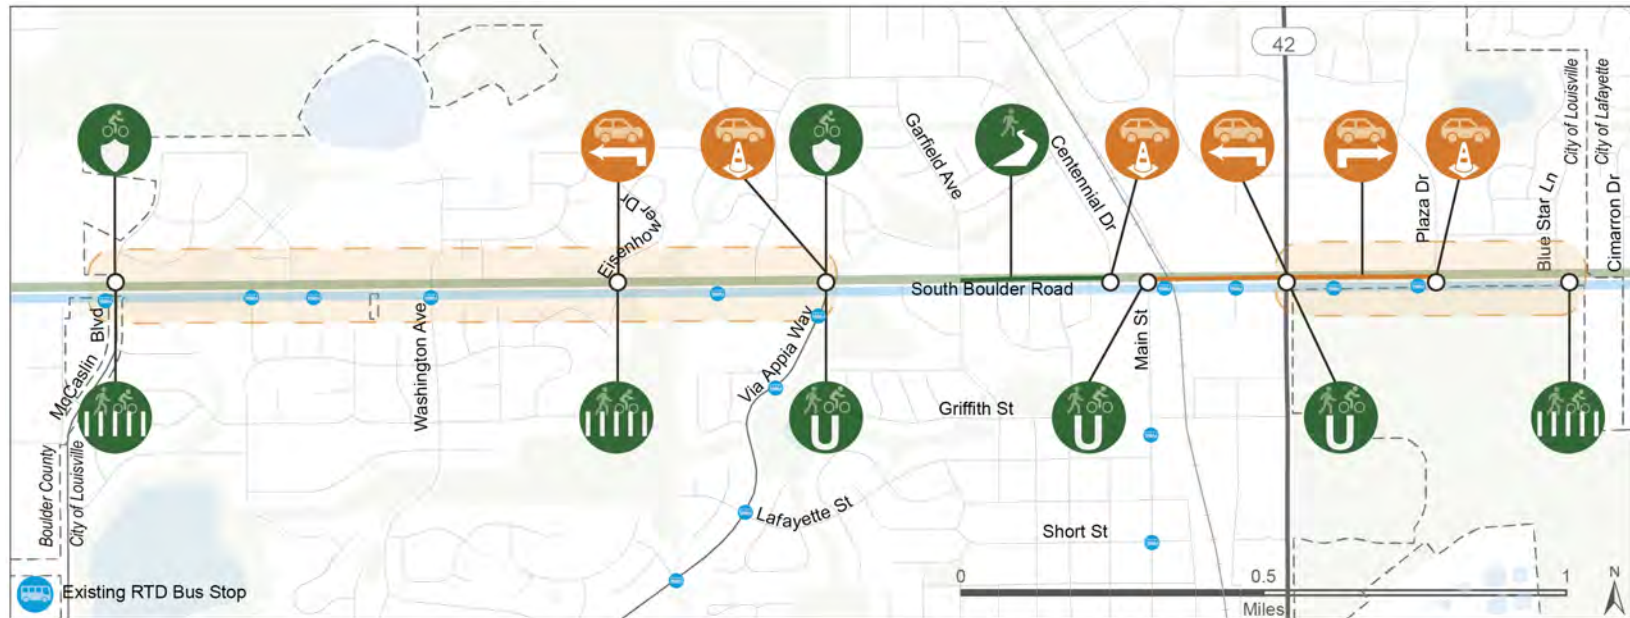 42
City of Louisville
City of Lafayette
Garfield Ave
Centennial Dr
Plaza Dr
Blue Star Ln
Cimarron Dr
Eisenhower Dr
South Boulder Road
McCaslin
Blvd
Washington Ave
Via Appia Way
Main St
Griffith St
Boulder County
City of Louisville
Lafayette St
Short St
Existing RTD Bus Stop
0
0.5
1
Miles
N